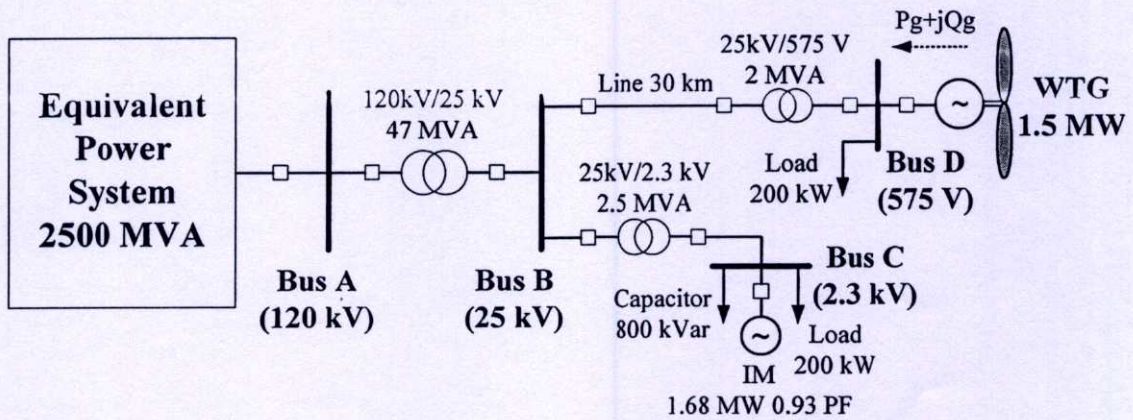 Equivalent
Power
System
2500 MVA
Bus A
(120 kV)
120kV/25 kV
47 MVA
Bus B
(25 kV)
Line 30 km
25kV/575 V
2 MVA
Pg+jQg
~
WTG
1.5 MW
Load
200 kW
Bus D
(575 V)
25kV/2.3 kV
2.5 MVA
Bus C
(2.3 kV)
Capacitor
800 kVar
~
IM
Load
200 kW
1.68 MW 0.93 PF